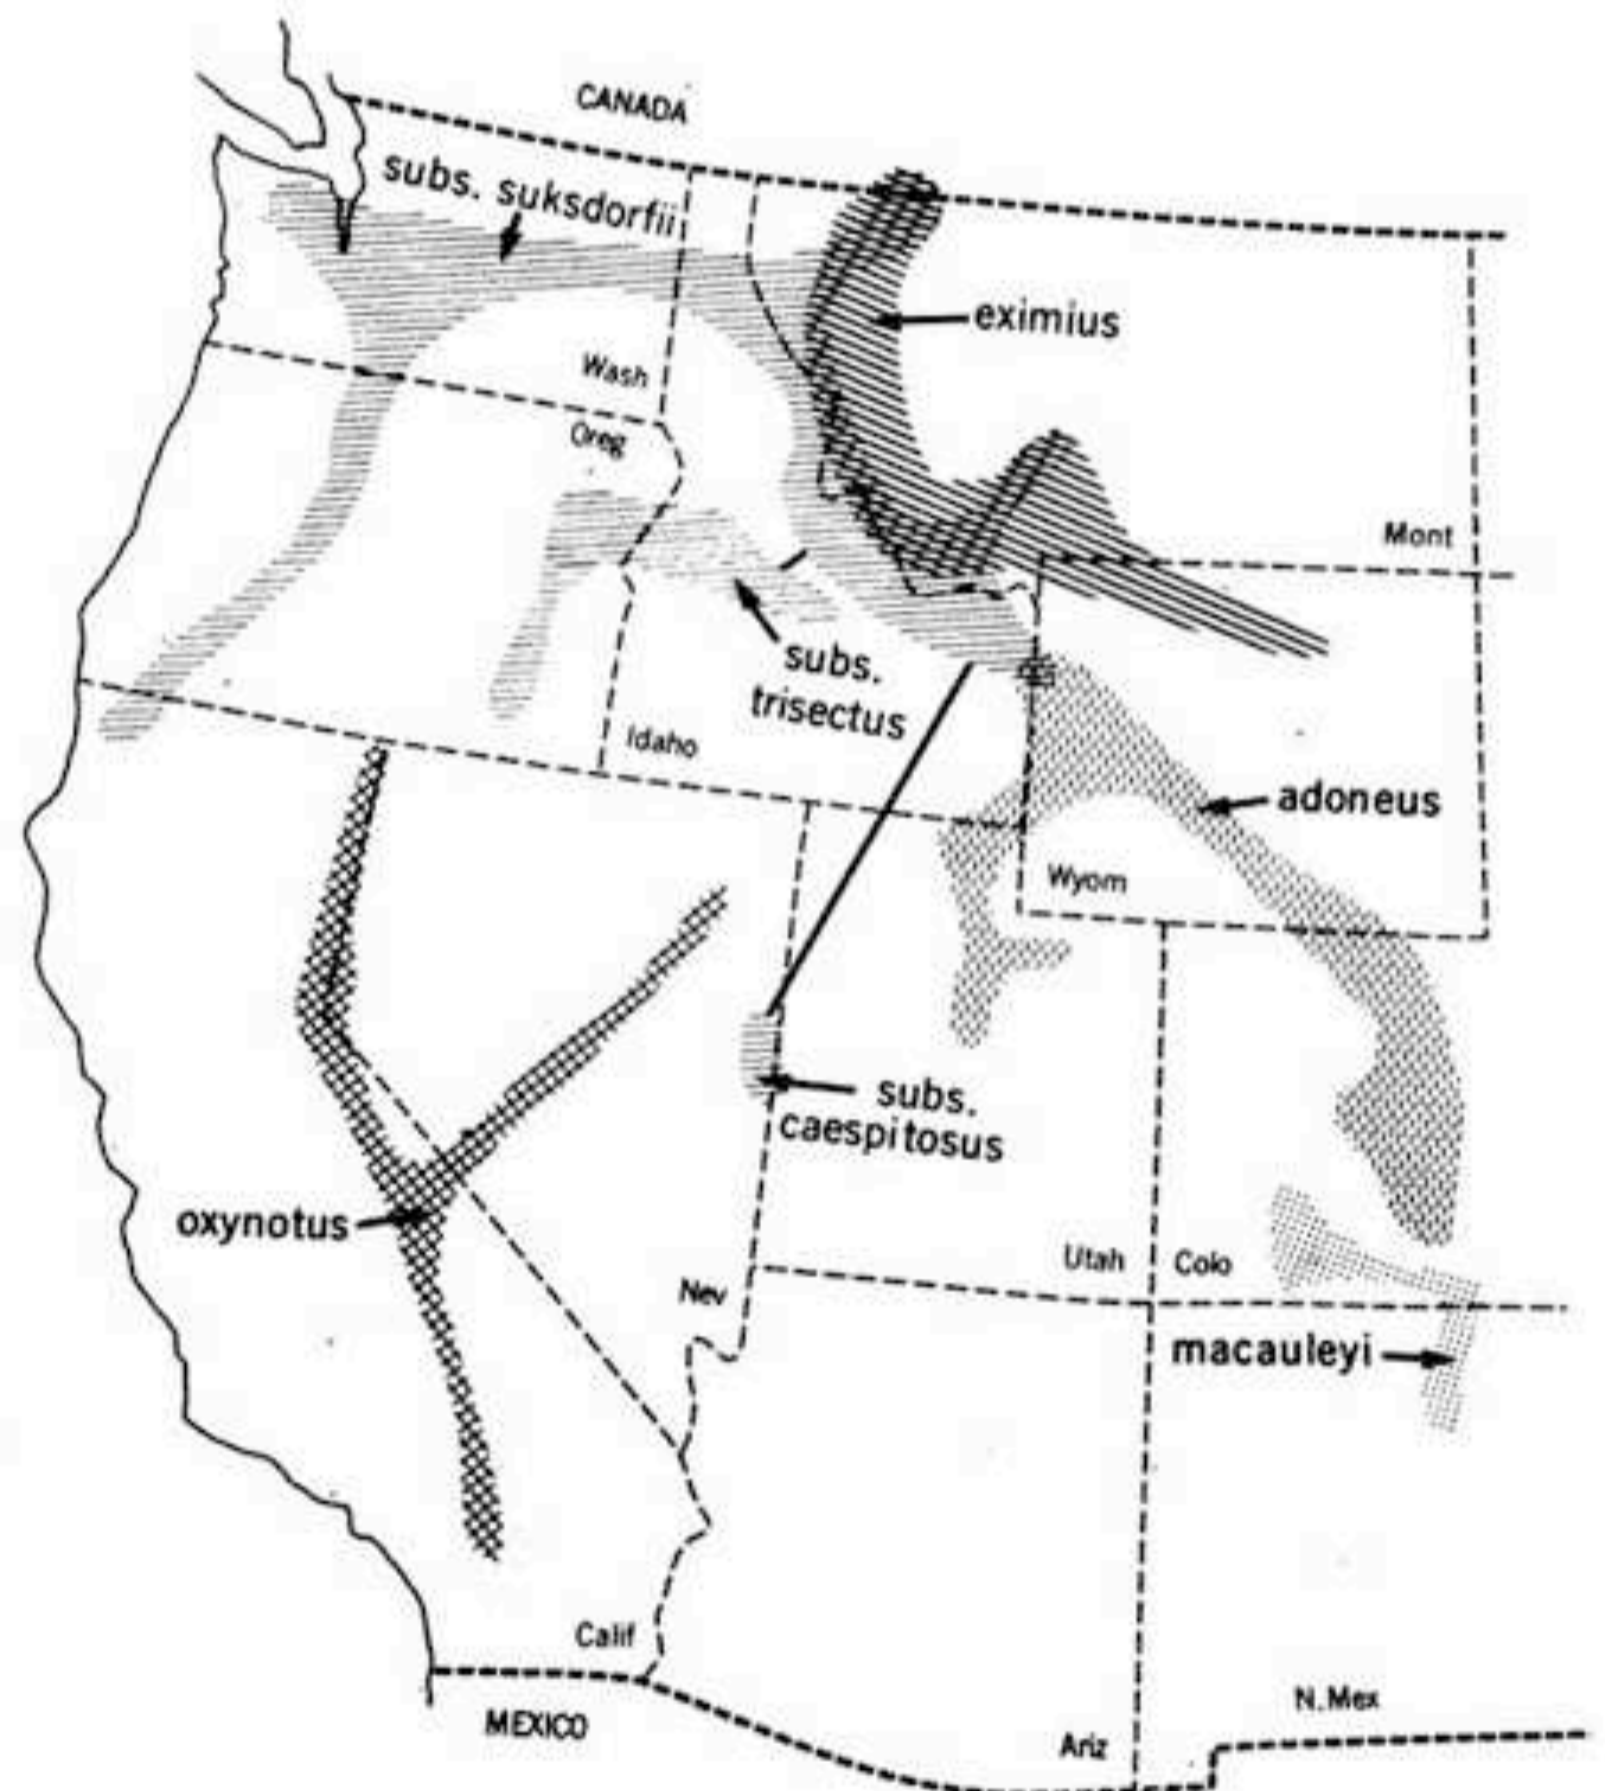 CANADA
subs. suksdorfii
eximius
Wash
Oreg
Mont
subs.
trisectus
Idaho
adoneus
Wyom
subs.
caespitosus
oxynotus
Utah
Colo
Nev
macauleyi
Calif
N. Mex
MEXICO
Ariz